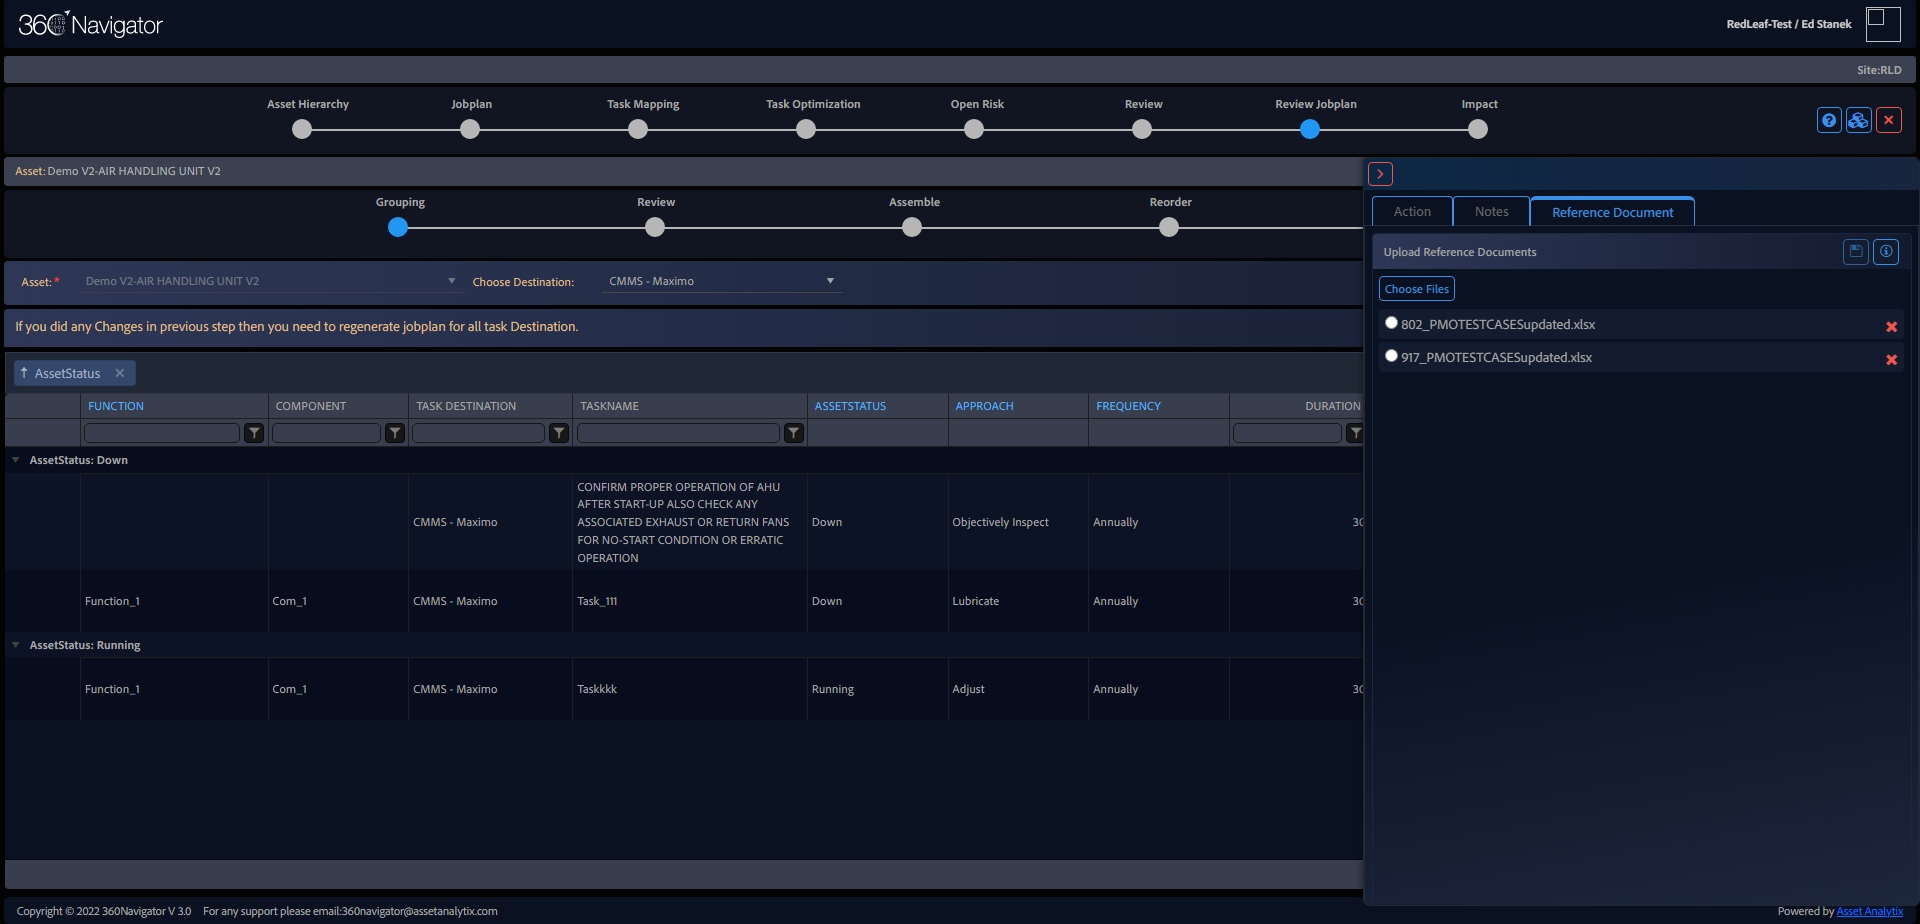 360 Navigator
RedLeaf-Test / Ed Stanek
Site:RLD
Asset Hierarchy
Jobplan
Task Mapping
Task Optimization
Open Risk
Review
Review Jobplan
Impact
Asset: Demo V2-AIR HANDLING UNIT V2
Grouping
Review
Assemble
Reorder
Asset:* Demo V2-AIR HANDLING UNIT V2
Choose Destination: CMMS - Maximo
If you did any Changes in previous step then you need to regenerate jobplan for all task Destination.
AssetStatus
FUNCTION COMPONENT TASK DESTINATION TASKNAME ASSETSTATUS APPROACH FREQUENCY DURATION
AssetStatus: Down
CONFIRM PROPER OPERATION OF AHU
AFTER START-UP ALSO CHECK ANY
CMMS - Maximo ASSOCIATED EXHAUST OR RETURN FANS Down Objectively Inspect Annually 30
FOR NO-START CONDITION OR ERRATIC
OPERATION
Function_1 Com_1 CMMS - Maximo Task_111 Down Lubricate Annually 30
AssetStatus: Running
Function_1 Com_1 CMMS - Maximo Taskkkk Running Adjust Annually 30
Action
Notes
Reference Document
Upload Reference Documents
Choose Files
802_PMOTESTCASESupdated.xlsx
917_PMOTESTCASESupdated.xlsx
Copyright © 2022 360Navigator V 3.0 For any support please email:360navigator@assetanalytix.com
Powered by Asset Analytix